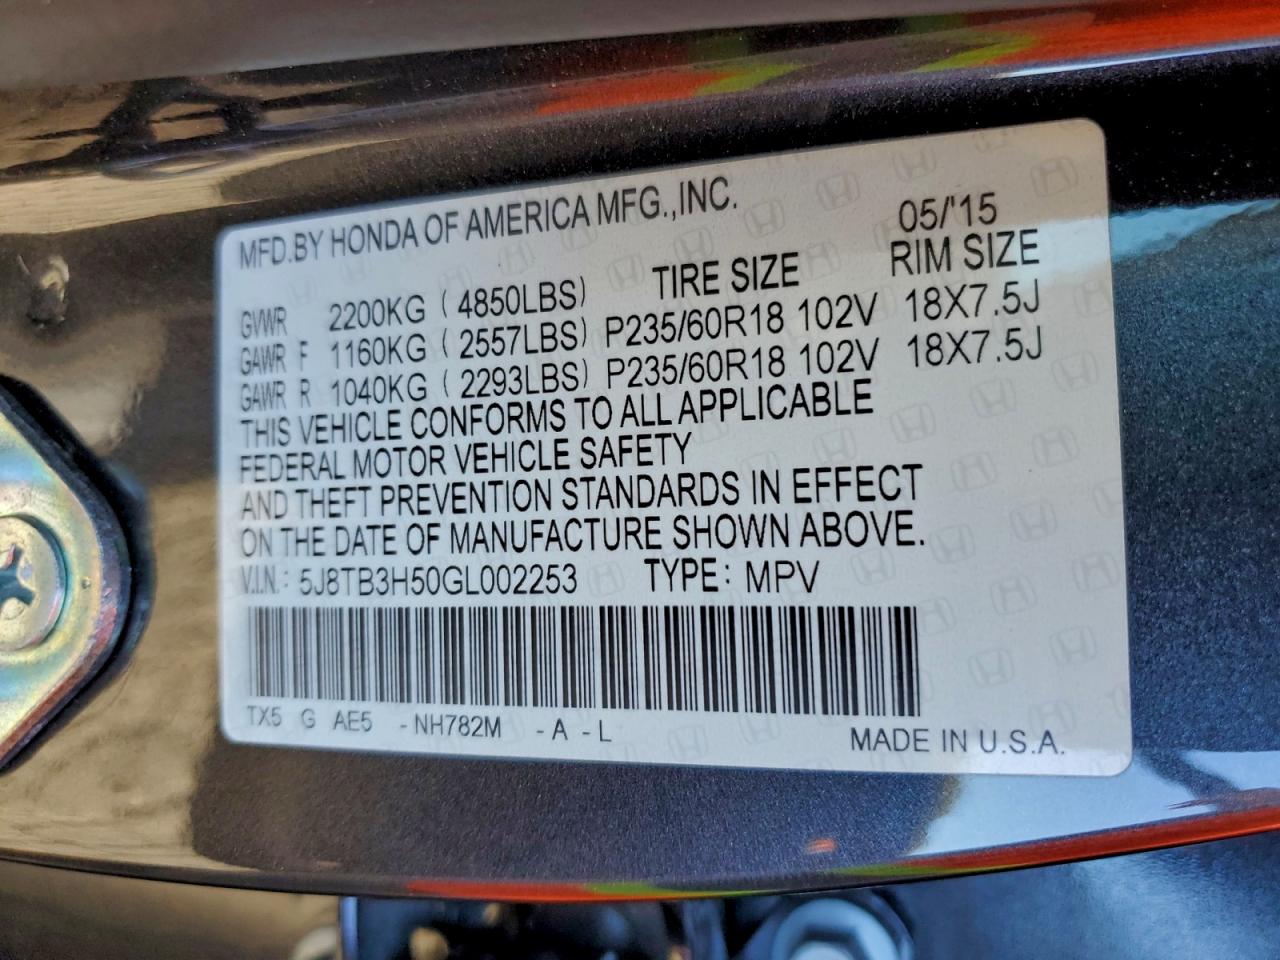 MFD.BY HONDA OF AMERICA MFG.,INC. 05/'15
TIRE SIZE RIM SIZE
GVWR 2200KG ( 4850LBS)
GAWR F 1160KG ( 2557LBS) P235/60R18 102V 18X7.5J
GAWR R 1040KG ( 2293LBS) P235/60R18 102V 18X7.5J
THIS VEHICLE CONFORMS TO ALL APPLICABLE
FEDERAL MOTOR VEHICLE SAFETY
AND THEFT PREVENTION STANDARDS IN EFFECT
ON THE DATE OF MANUFACTURE SHOWN ABOVE.
V.I.N.: 5J8TB3H50GL002253 TYPE: MPV
TX5 G AE5 -NH782M -A -L
MADE IN U.S.A.